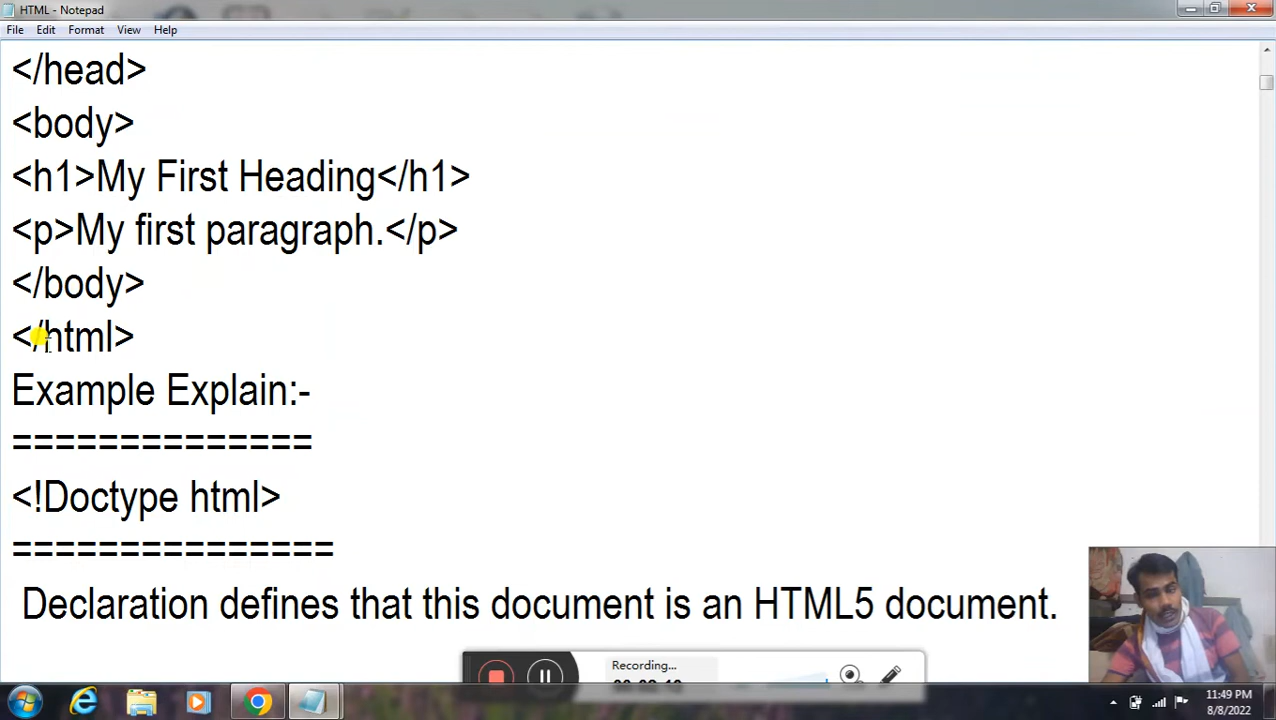 HTML - Notepad
File Edit Format View Help
</head>
<body>
<h1>My First Heading</h1>
<p>My first paragraph.</p>
</body>
</html>
Example Explain:-
==============
<!Doctype html>
===============
Declaration defines that this document is an HTML5 document.
Recording...
11:49 PM
8/8/2022